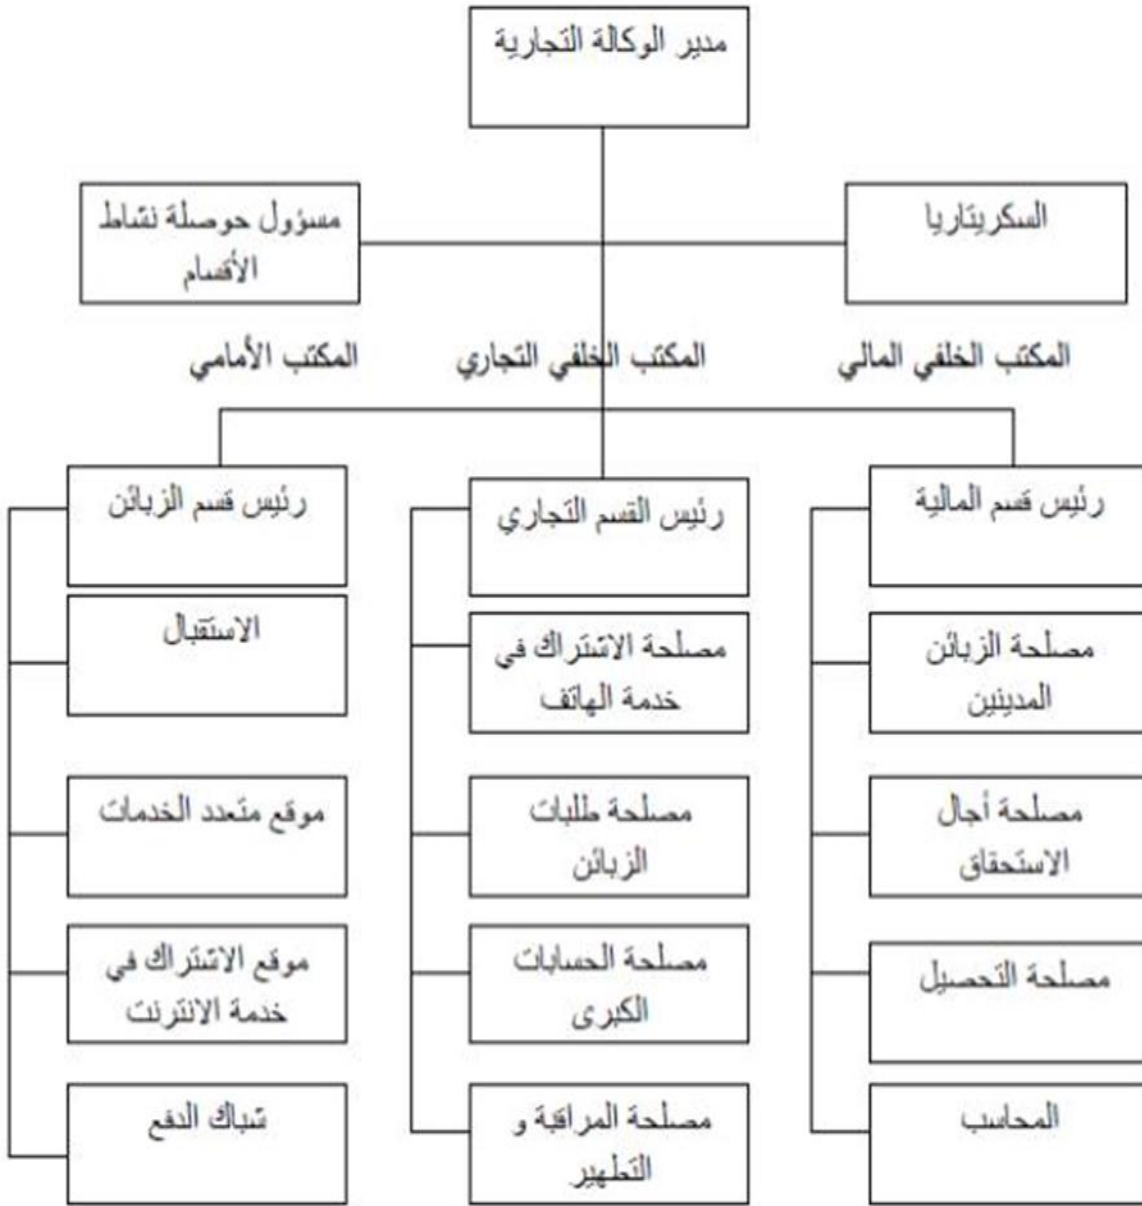 مدير الوكالة التجارية
السكريتاريا
مسؤول حوصلة نشاط
الأقسام
المكتب الخلفي المالي
المكتب الخلفي التجاري
المكتب الأمامي
رئيس قسم المالية
مصلحة الزبائن
المدينين
مصلحة أجال
الاستحقاق
مصلحة التحصيل
المحاسب
رئيس القسم التجاري
مصلحة الاشتراك في
خدمة الهاتف
مصلحة طلبات
الزبائن
مصلحة الحسابات
الكبرى
مصلحة المراقبة و
التطهير
رئيس قسم الزبائن
الاستقبال
موقع متعدد الخدمات
موقع الاشتراك في
خدمة الانترنت
شباك الدفع